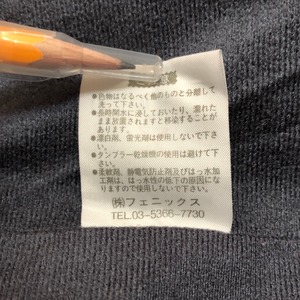 ●色物はなるべく他のものと分離して
洗って下さい。
●長時間水に浸しておいたり、濡れた
まま放置されますと移染することが
あります。
●漂白剤、蛍光剤は使用しないで下さ
い。
●タンブラー乾燥機の使用は避けて下
さい。
●柔軟剤、静電気防止剤及びはっ水加
工剤は、はっ水性の低下の原因にな
りますので使用しないで下さい。
(株)フェニックス
TEL.03-5366-7730